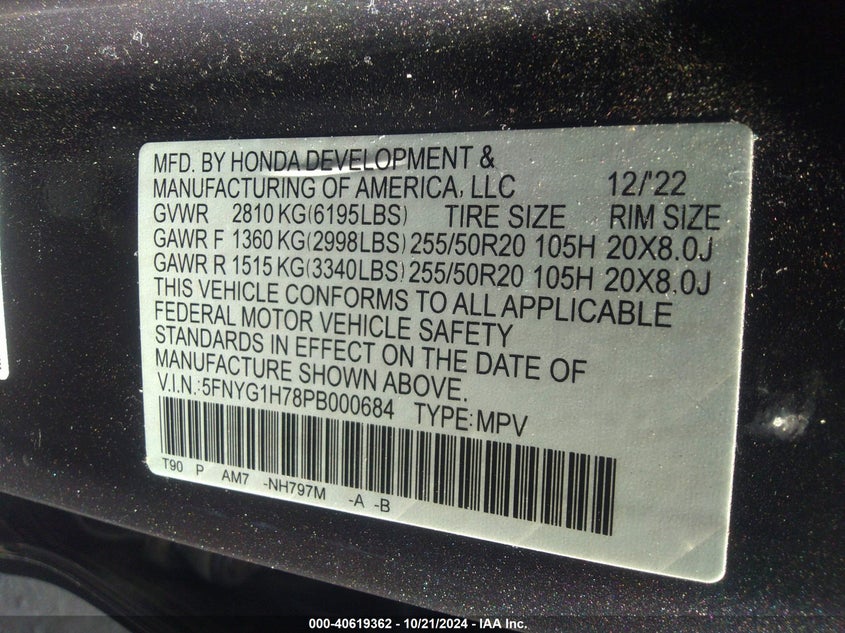 MFD. BY HONDA DEVELOPMENT &
MANUFACTURING OF AMERICA, LLC 12/'22
GVWR 2810 KG(6195LBS) TIRE SIZE RIM SIZE
GAWR F 1360 KG(2998LBS) 255/50R20 105H 20X8.0J
GAWR R 1515 KG(3340LBS) 255/50R20 105H 20X8.0J
THIS VEHICLE CONFORMS TO ALL APPLICABLE
FEDERAL MOTOR VEHICLE SAFETY
STANDARDS IN EFFECT ON THE DATE OF
MANUFACTURE SHOWN ABOVE.
V.I.N.:5FNYG1H78PB000684 TYPE:MPV
T90 P AM7 -NH797M -A -B
000-40619362 - 10/21/2024 - IAA Inc.